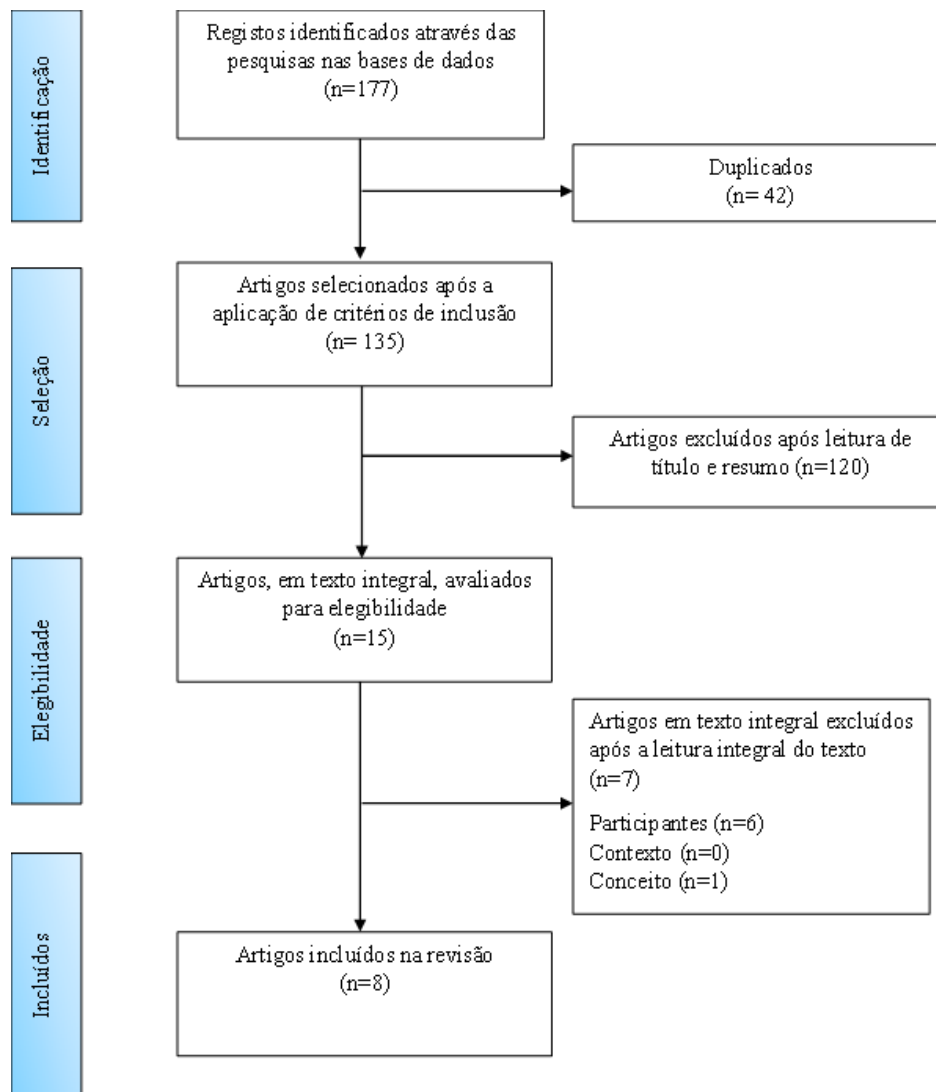 Identificação
Registos identificados através das
pesquisas nas bases de dados
(n=177)
Duplicados
(n= 42)
Seleção
Artigos selecionados após a
aplicação de critérios de inclusão
(n= 135)
Artigos excluídos após leitura de
título e resumo (n=120)
Elegibilidade
Artigos, em texto integral, avaliados
para elegibilidade
(n=15)
Artigos em texto integral excluídos
após a leitura integral do texto
(n=7)
Participantes (n=6)
Contexto (n=0)
Conceito (n=1)
Incluídos
Artigos incluídos na revisão
(n=8)